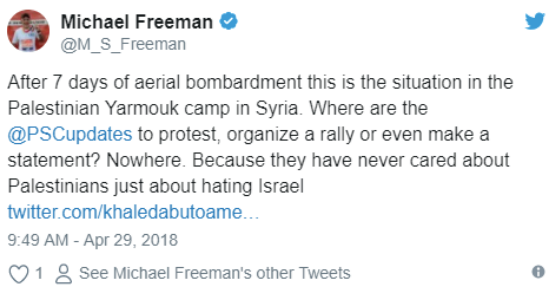 Michael Freeman
@M_S_Freeman
After 7 days of aerial bombardment this is the situation in the
Palestinian Yarmouk camp in Syria. Where are the
@PSCupdates to protest, organize a rally or even make a
statement? Nowhere. Because they have never cared about
Palestinians just about hating Israel
twitter.com/khaledabutoame…
9:49 AM - Apr 29, 2018
1 See Michael Freeman's other Tweets